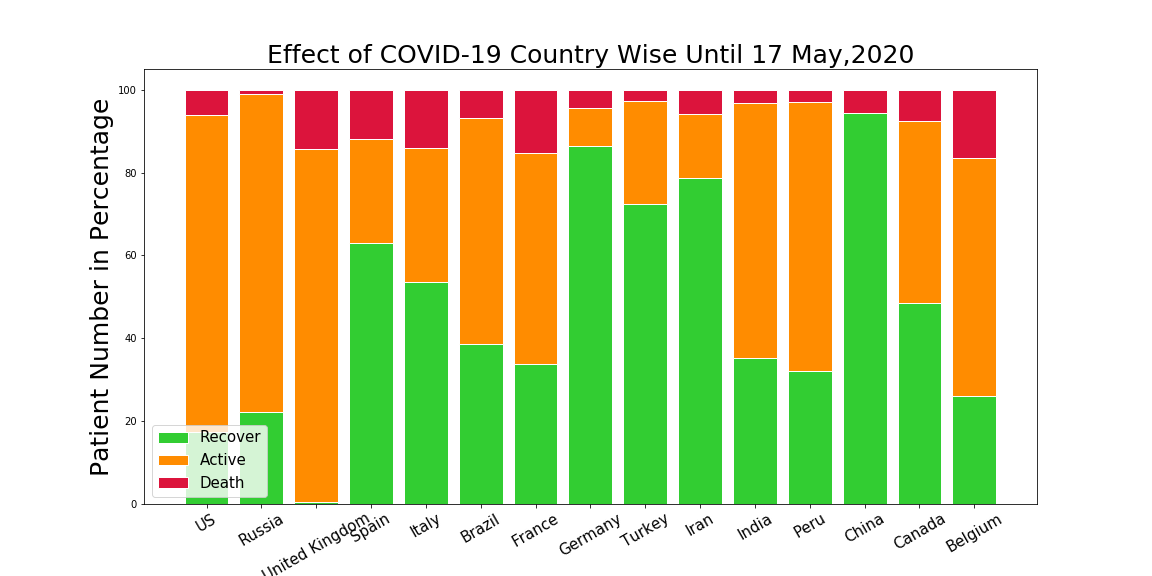 Effect of COVID-19 Country Wise Until 17 May,2020
Patient Number in Percentage
100
80
60
40
20
0
Recover
Active
Death
US
Russia
United Kingdom
Spain
Italy
Brazil
France
Germany
Turkey
Iran
India
Peru
China
Canada
Belgium